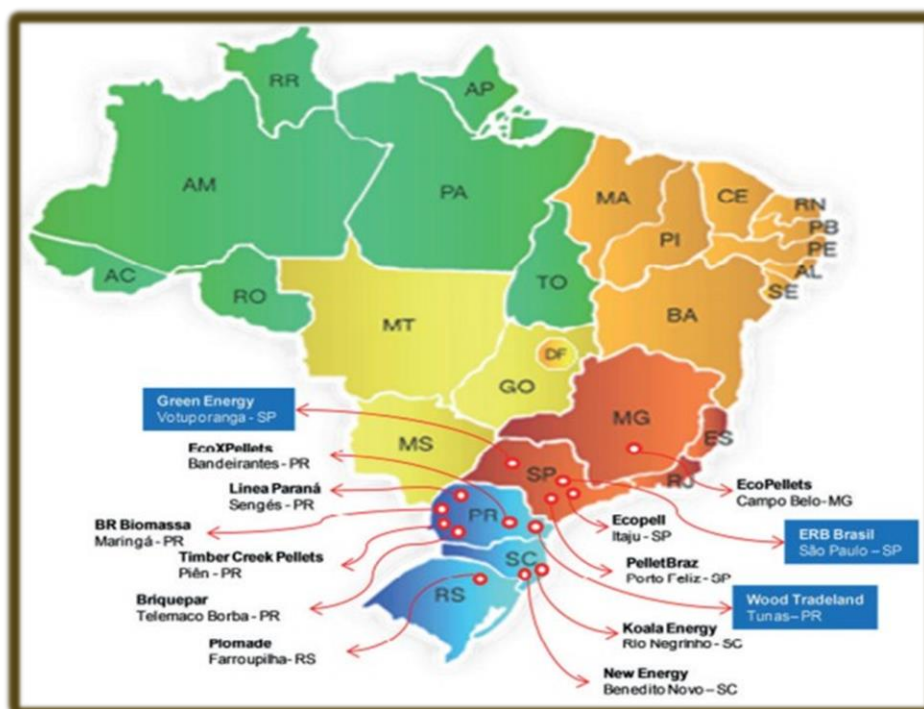 RR
AP
AM
PA
MA
CE
RN
PB
PI
PE
AL
AC
TO
SE
RO
BA
MT
DF
GO
Green Energy
Votuporanga - SP
MG
MS
ES
EcoXPellets
Bandeirantes - PR
SP
RJ
EcoPellets
Campo Belo- MG
Linea Paraná
Sengés - PR
PR
Ecopell
Itaju - SP
BR Biomassa
Maringá - PR
ERB Brasil
São Paulo – SP
Timber Creek Pellets
Piên - PR
SC
PelletBraz
Porto Feliz - SP
Briquepar
Telemaco Borba - PR
RS
Wood Tradeland
Tunas– PR
Piomade
Farroupilha- RS
Koala Energy
Rio Negrinho - SC
New Energy
Benedito Novo – SC